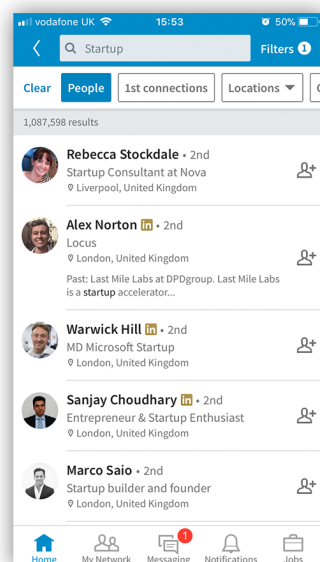 vodafone UK 15:53 50%
Startup Filters 1
Clear People 1st connections Locations
1,087,598 results
Rebecca Stockdale • 2nd
Startup Consultant at Nova
Liverpool, United Kingdom
Alex Norton in • 2nd
Locus
London, United Kingdom
Past: Last Mile Labs at DPDgroup. Last Mile Labs
is a startup accelerator...
Warwick Hill in • 2nd
MD Microsoft Startup
London, United Kingdom
Sanjay Choudhary in • 2nd
Entrepreneur & Startup Enthusiast
London, United Kingdom
Marco Saio • 2nd
Startup builder and founder
London, United Kingdom
1
Home My Network Messaging Notifications Jobs